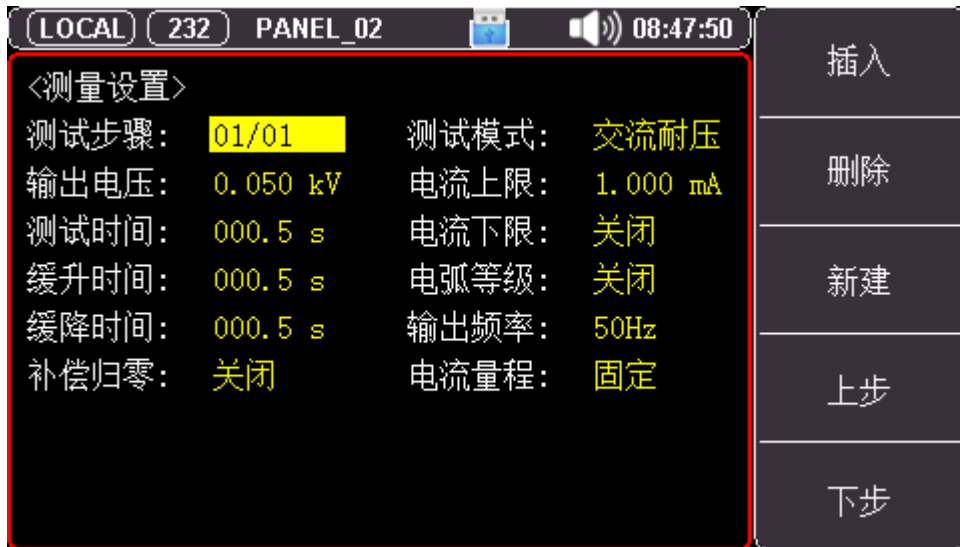 LOCAL 232 PANEL_02 08:47:50
<测量设置>
测试步骤: 01/01 测试模式: 交流耐压
输出电压: 0.050 kV 电流上限: 1.000 mA
测试时间: 000.5 s 电流下限: 关闭
缓升时间: 000.5 s 电弧等级: 关闭
缓降时间: 000.5 s 输出频率: 50Hz
补偿归零: 关闭 电流量程: 固定
插入
删除
新建
上步
下步